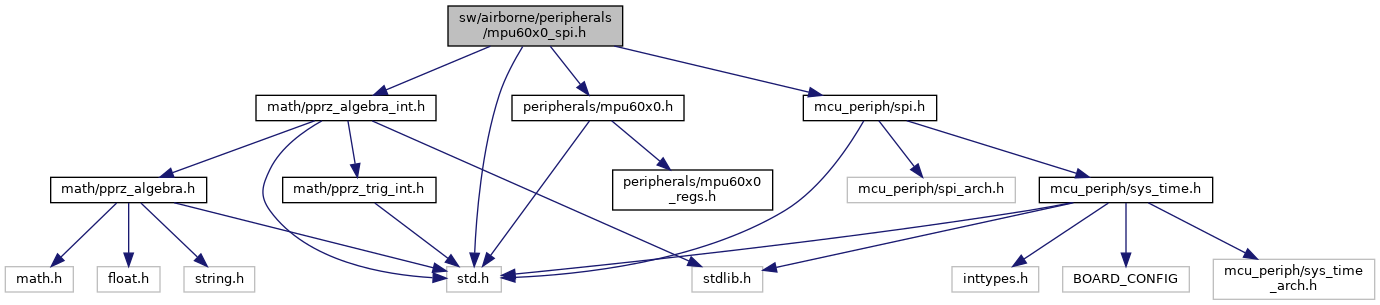 sw/airborne/peripherals
/mpu60x0_spi.h
math/pprz_algebra_int.h
peripherals/mpu60x0.h
mcu_periph/spi.h
math/pprz_algebra.h
math/pprz_trig_int.h
peripherals/mpu60x0
_regs.h
mcu_periph/spi_arch.h
mcu_periph/sys_time.h
math.h
float.h
string.h
std.h
stdlib.h
inttypes.h
BOARD_CONFIG
mcu_periph/sys_time
_arch.h